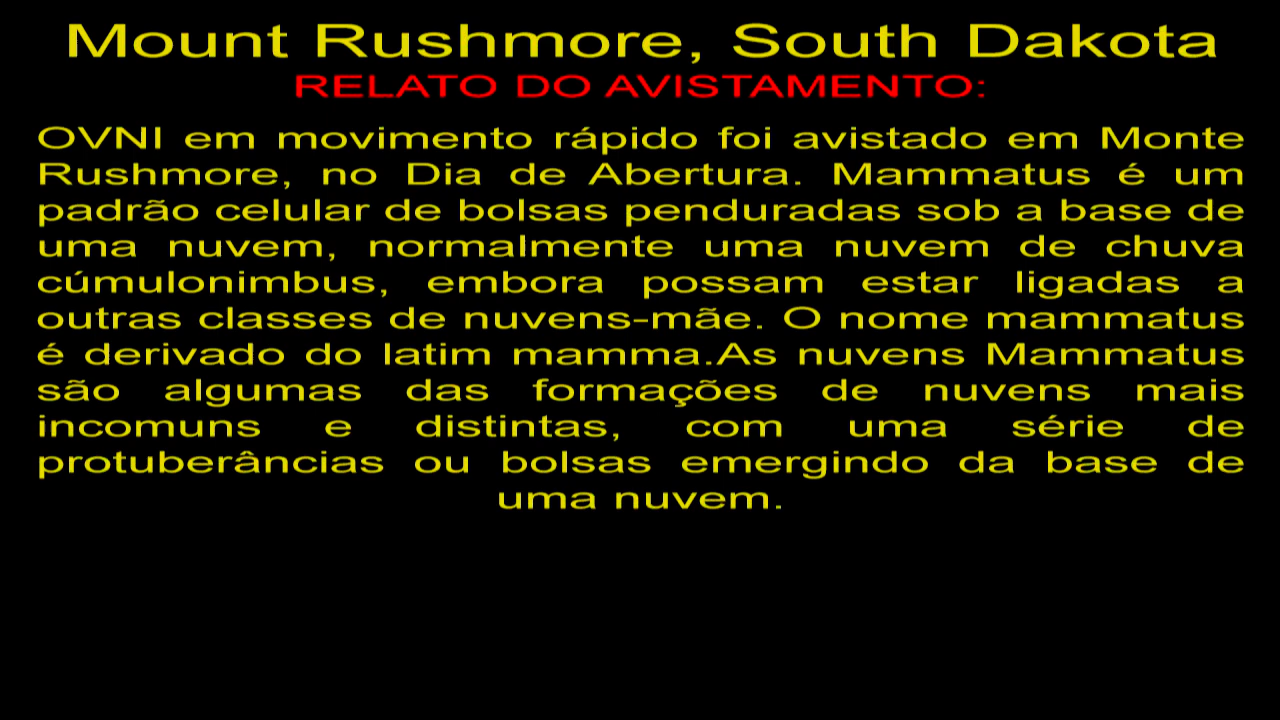 Mount Rushmore, South Dakota
RELATO DO AVISTAMENTO:
OVNI em movimento rápido foi avistado em Monte
Rushmore, no Dia de Abertura. Mammatus é um
padrão celular de bolsas penduradas sob a base de
uma nuvem, normalmente uma nuvem de chuva
cúmulonimbus, embora possam estar ligadas a
outras classes de nuvens-mãe. O nome mammatus
é derivado do latim mamma.As nuvens Mammatus
são algumas das formações de nuvens mais
incomuns e distintas, com uma série de
protuberâncias ou bolsas emergindo da base de
uma nuvem.